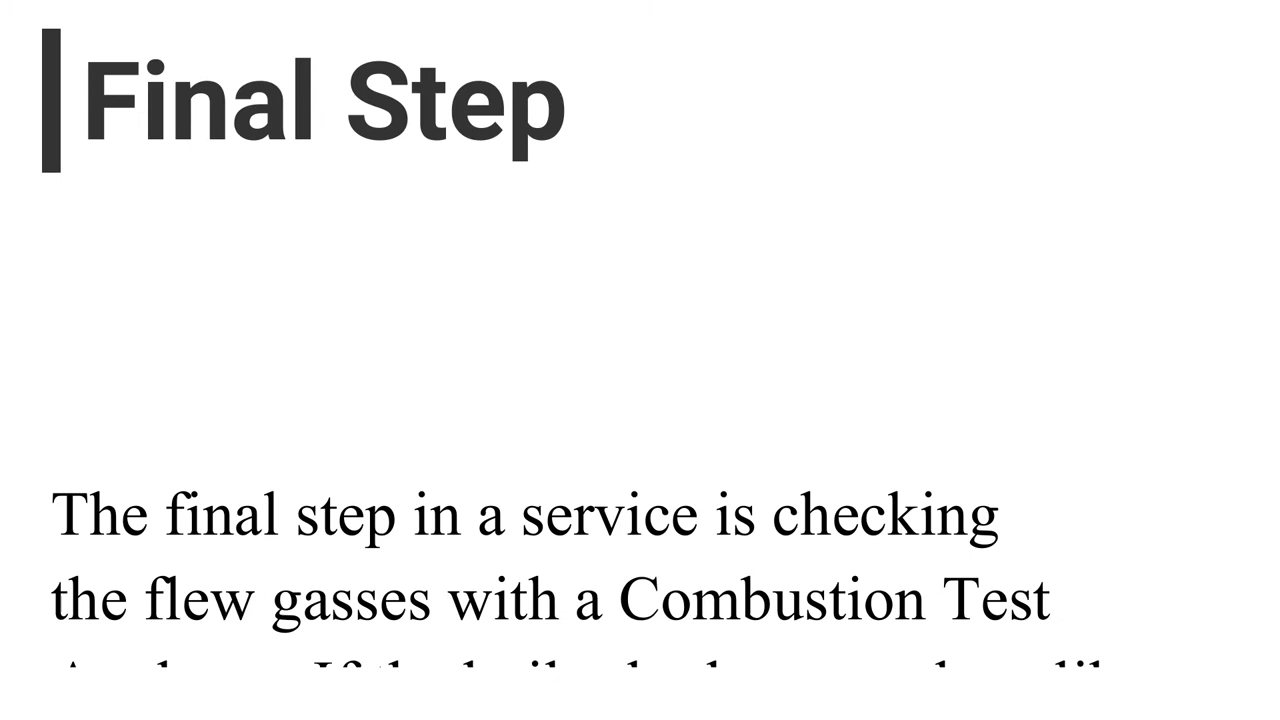 Final Step
The final step in a service is checking
the flew gasses with a Combustion Test